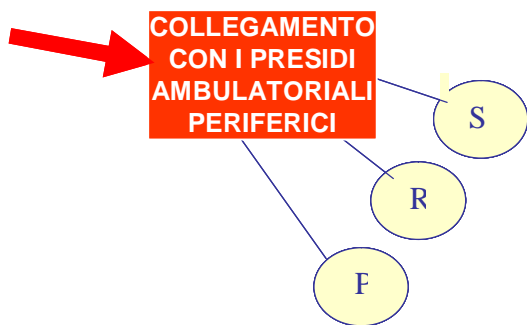 COLLEGAMENTO
CON I PRESIDI
AMBULATORIALI
PERIFERICI
S
R
P